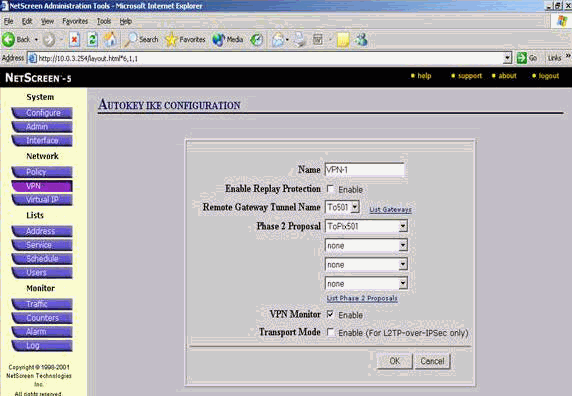 NetScreen Administration Tools - Microsoft Internet Explorer
File Edit View Favorites Tools Help
Back Search Favorites Media
Address http://10.0.3.254/layout.html*6,1,1 Go Links »
NETSCREEN -5 help support about logout
System
Configure
Admin
Interface
Network
Policy
VPN
Virtual IP
Lists
Address
Service
Schedule
Users
Monitor
Traffic
Counters
Alarm
Log
Copyright © 1998-2001
NetScreen Technologies
Inc.
All rights reserved
AUTOKEY IKE CONFIGURATION
Name VPN-1
Enable Replay Protection Enable
Remote Gateway Tunnel Name To501 List Gateways
Phase 2 Proposal ToPix501
none
none
none
List Phase 2 Proposals
VPN Monitor Enable
Transport Mode Enable (For L2TP-over-IPSec only)
OK Cancel